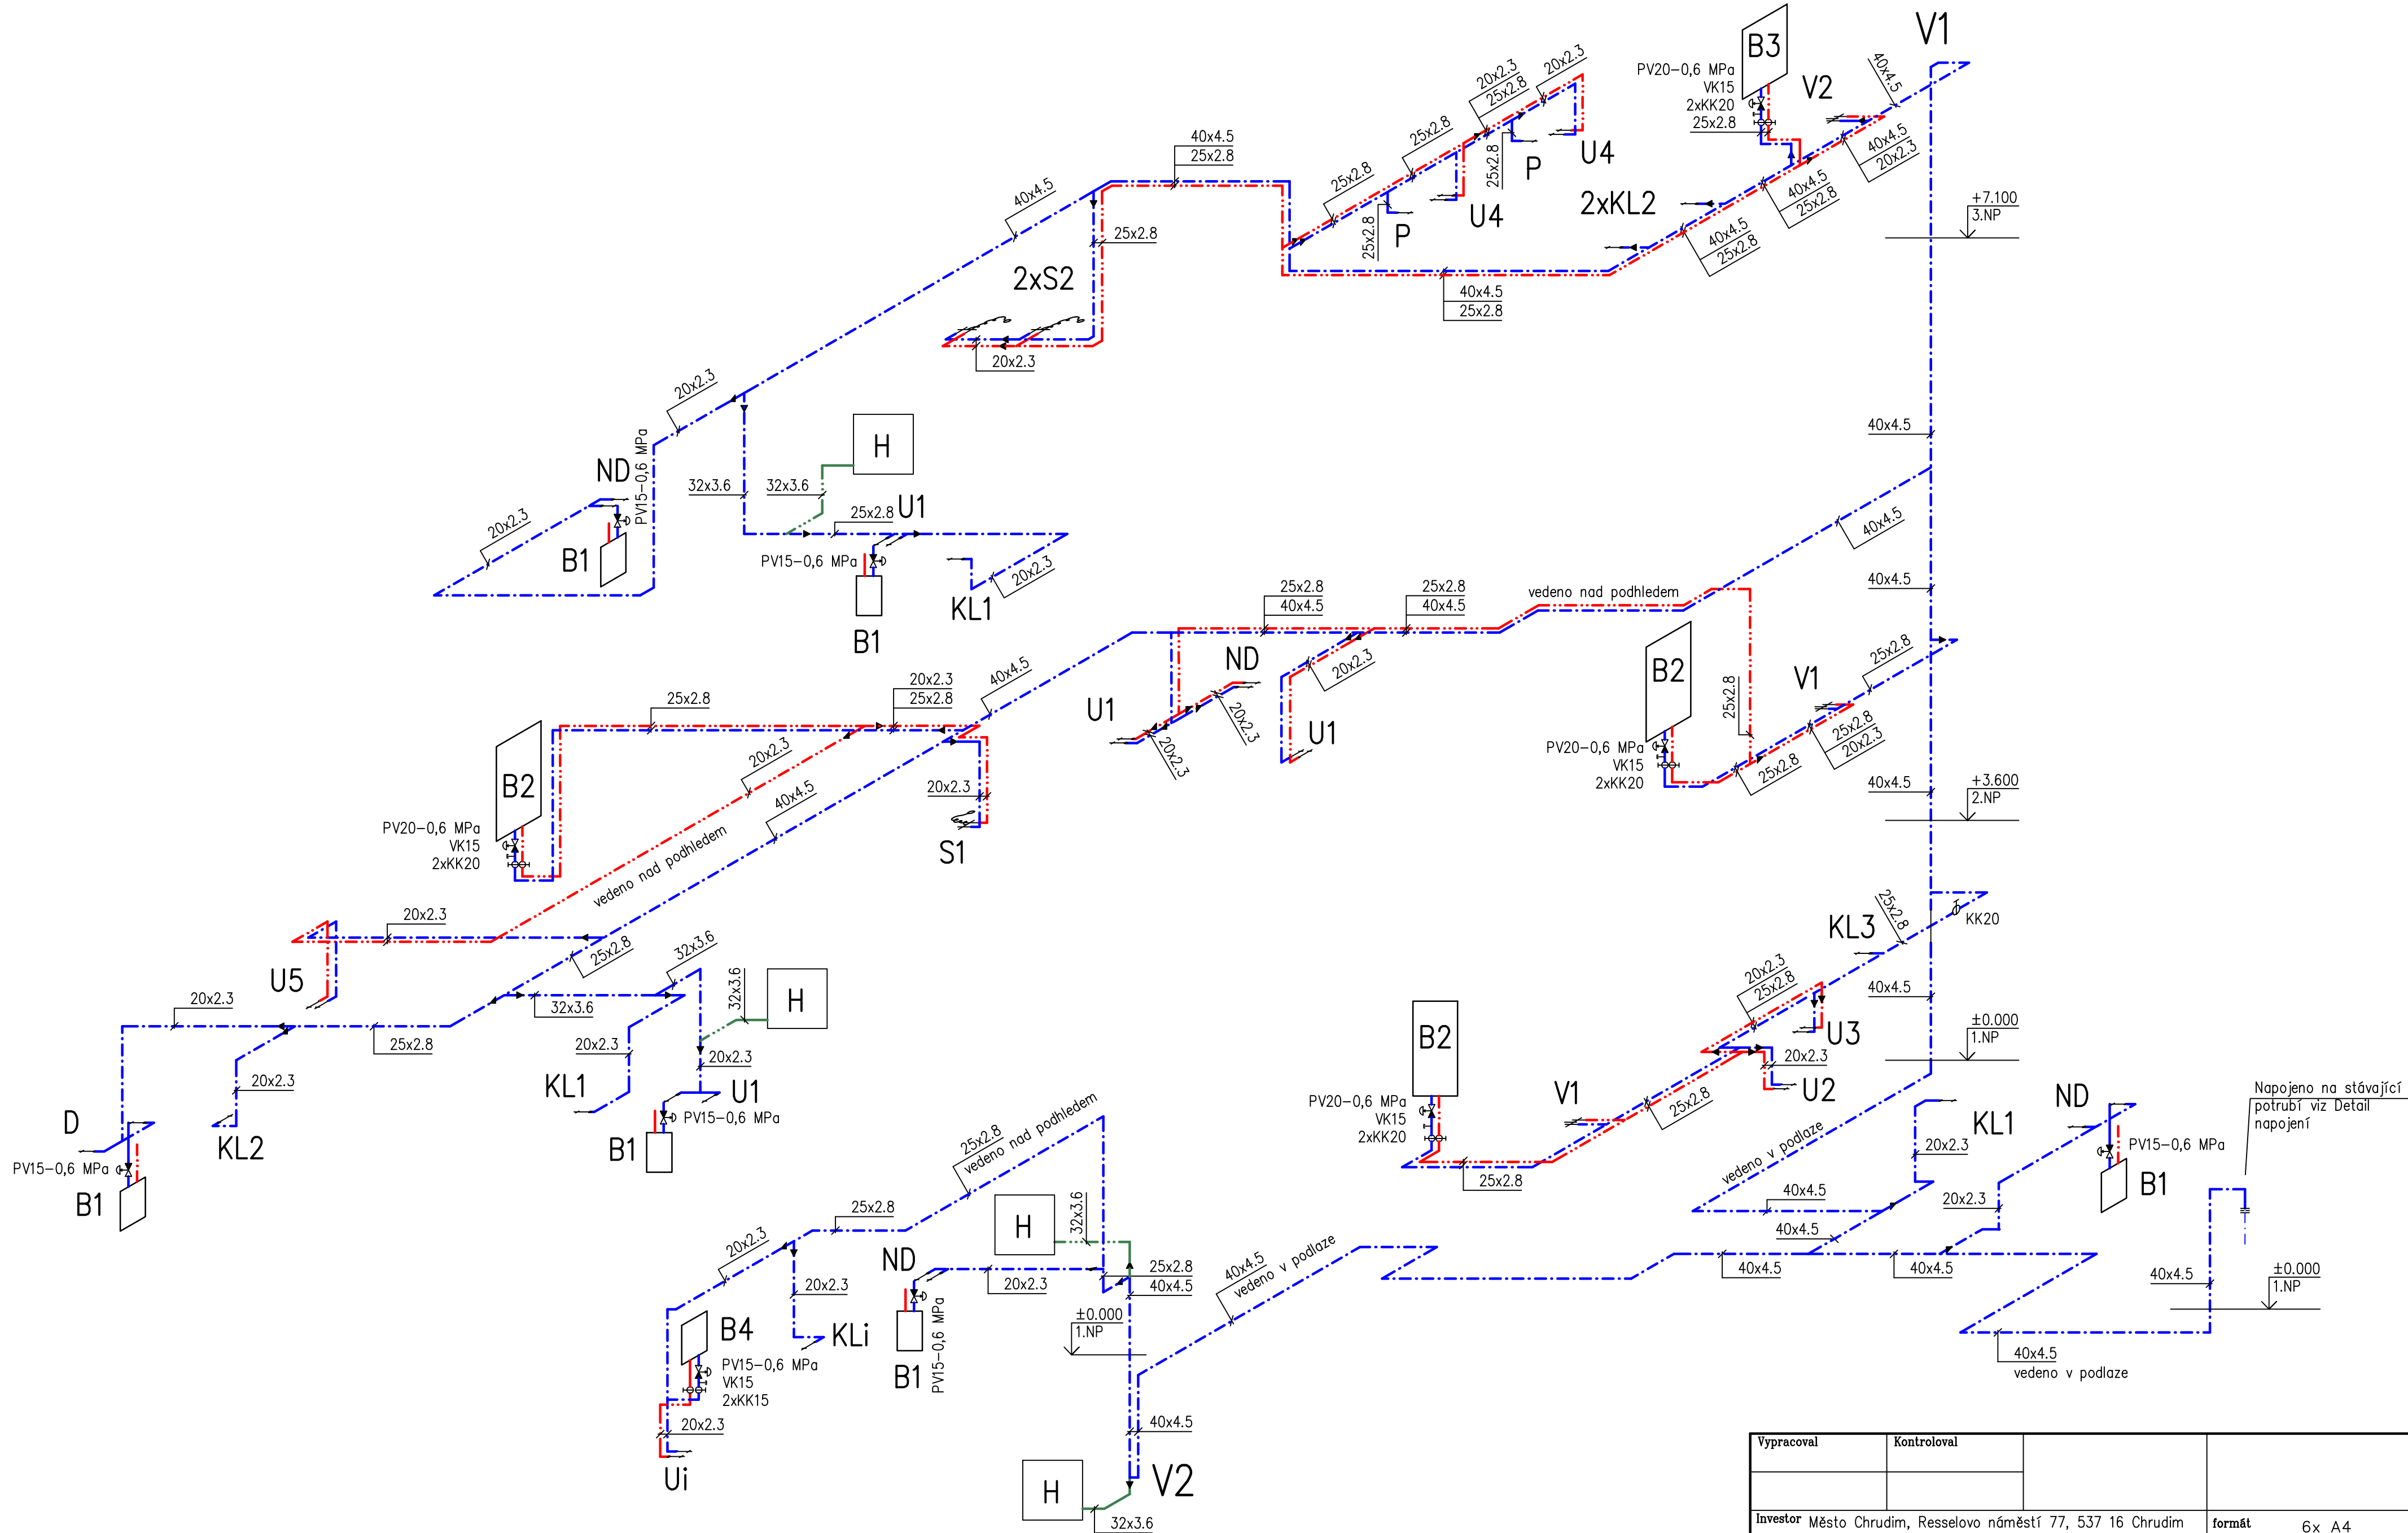 V1
B3
PV20-0,6 MPa
VK15
2xKK20
25x2.8
V2
40x4.5
40x4.5
20x2.3
40x4.5
25x2.8
40x4.5
25x2.8
2xKL2
+7.100
3.NP
20x2.3
25x2.8
20x2.3
25x2.8
25x2.8
25x2.8
P
U4
25x2.8
P
U4
40x4.5
25x2.8
40x4.5
25x2.8
40x4.5
25x2.8
2xS2
20x2.3
20x2.3
ND
PV15-0,6 MPa
20x2.3
B1
32x3.6
32x3.6
H
25x2.8
U1
PV15-0,6 MPa
B1
KL1
20x2.3
40x4.5
40x4.5
40x4.5
vedeno nad podhledem
25x2.8
40x4.5
25x2.8
40x4.5
20x2.3
U1
ND
20x2.3
U1
20x2.3
B2
PV20-0,6 MPa
VK15
2xKK20
25x2.8
V1
25x2.8
25x2.8
20x2.3
25x2.8
40x4.5
+3.600
2.NP
40x4.5
20x2.3
25x2.8
25x2.8
20x2.3
40x4.5
vedeno nad podhledem
20x2.3
S1
B2
PV20-0,6 MPa
VK15
2xKK20
20x2.3
U5
25x2.8
32x3.6
32x3.6
32x3.6
H
20x2.3
KL1
20x2.3
U1
PV15-0,6 MPa
B1
20x2.3
25x2.8
20x2.3
KL2
D
PV15-0,6 MPa
B1
25x2.8
KK20
KL3
40x4.5
20x2.3
25x2.8
U3
20x2.3
U2
±0.000
1.NP
B2
PV20-0,6 MPa
VK15
2xKK20
V1
25x2.8
25x2.8
vedeno v podlaze
40x4.5
40x4.5
40x4.5
40x4.5
KL1
20x2.3
ND
20x2.3
PV15-0,6 MPa
B1
Napojeno na stávající
potrubí viz Detail
napojení
40x4.5
±0.000
1.NP
40x4.5
vedeno v podlaze
25x2.8
vedeno nad podhledem
25x2.8
20x2.3
20x2.3
KLi
B4
PV15-0,6 MPa
VK15
2xKK15
20x2.3
Ui
ND
B1
PV15-0,6 MPa
20x2.3
H
32x3.6
25x2.8
40x4.5
±0.000
1.NP
40x4.5
vedeno v podlaze
40x4.5
V2
H
32x3.6
Vypracoval
Kontroloval
Investor Město Chrudim, Resselovo náměstí 77, 537 16 Chrudim
formát 6x A4